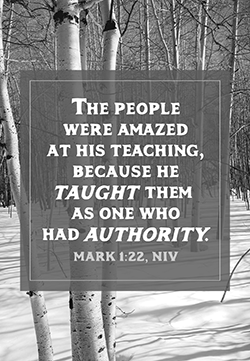 THE PEOPLE
WERE AMAZED
AT HIS TEACHING,
BECAUSE HE
TAUGHT THEM
AS ONE WHO
HAD AUTHORITY.
MARK 1:22, NIV